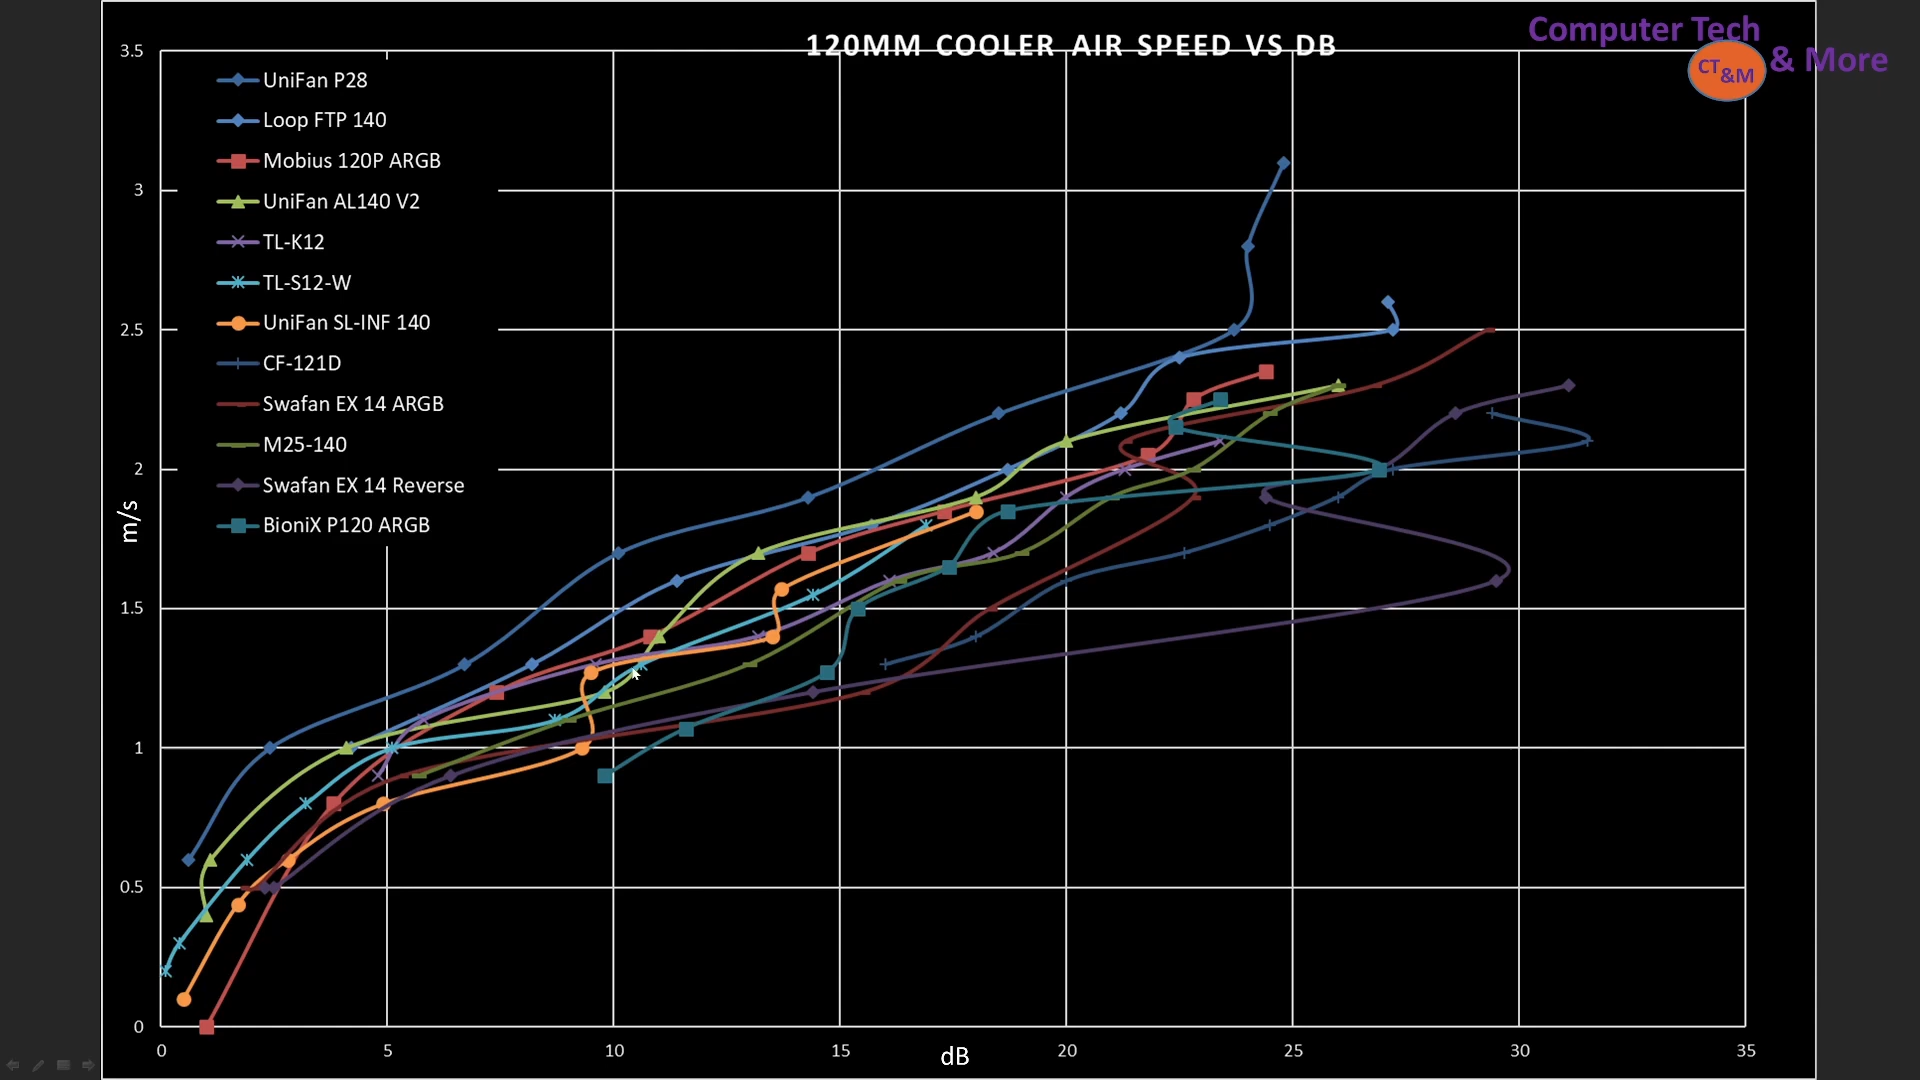 120MM COOLER AIR SPEED VS DB
Computer Tech
& More
CT
&M
3.5
3
2.5
2
1.5
1
0.5
0
m/s
UniFan P28
Loop FTP 140
Mobius 120P ARGB
UniFan AL140 V2
TL-K12
TL-S12-W
UniFan SL-INF 140
CF-121D
Swafan EX 14 ARGB
M25-140
Swafan EX 14 Reverse
BioniX P120 ARGB
0 5 10 15 20 25 30 35
dB